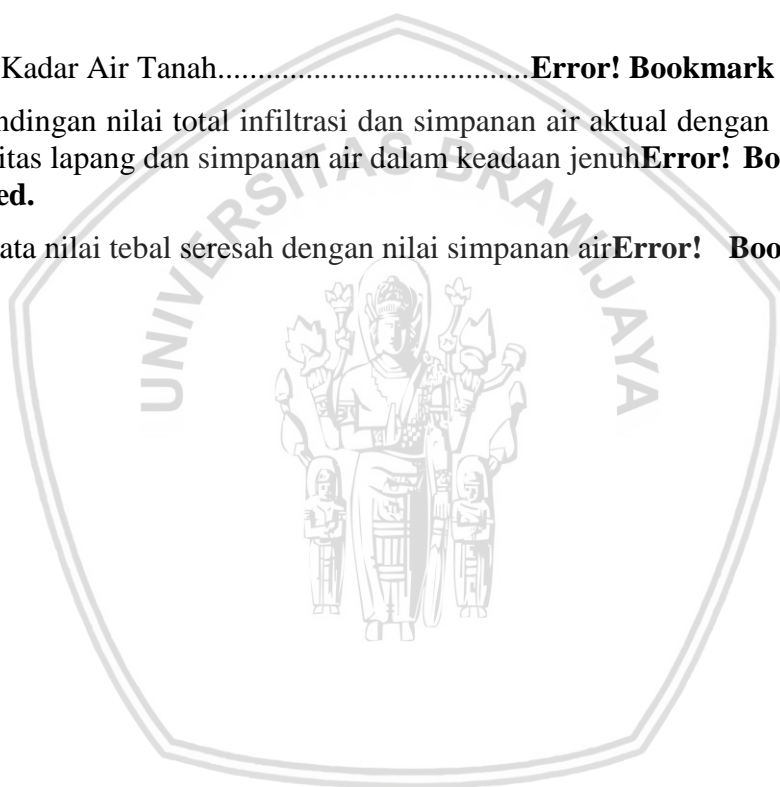 Kadar Air Tanah......................................Error! Bookmark
ndingan nilai total infiltrasi dan simpanan air aktual dengan
itas lapang dan simpanan air dalam keadaan jenuhError! Bo
ed.
ata nilai tebal seresah dengan nilai simpanan airError! Boo
UNIVERSITAS BRAWIJAYA